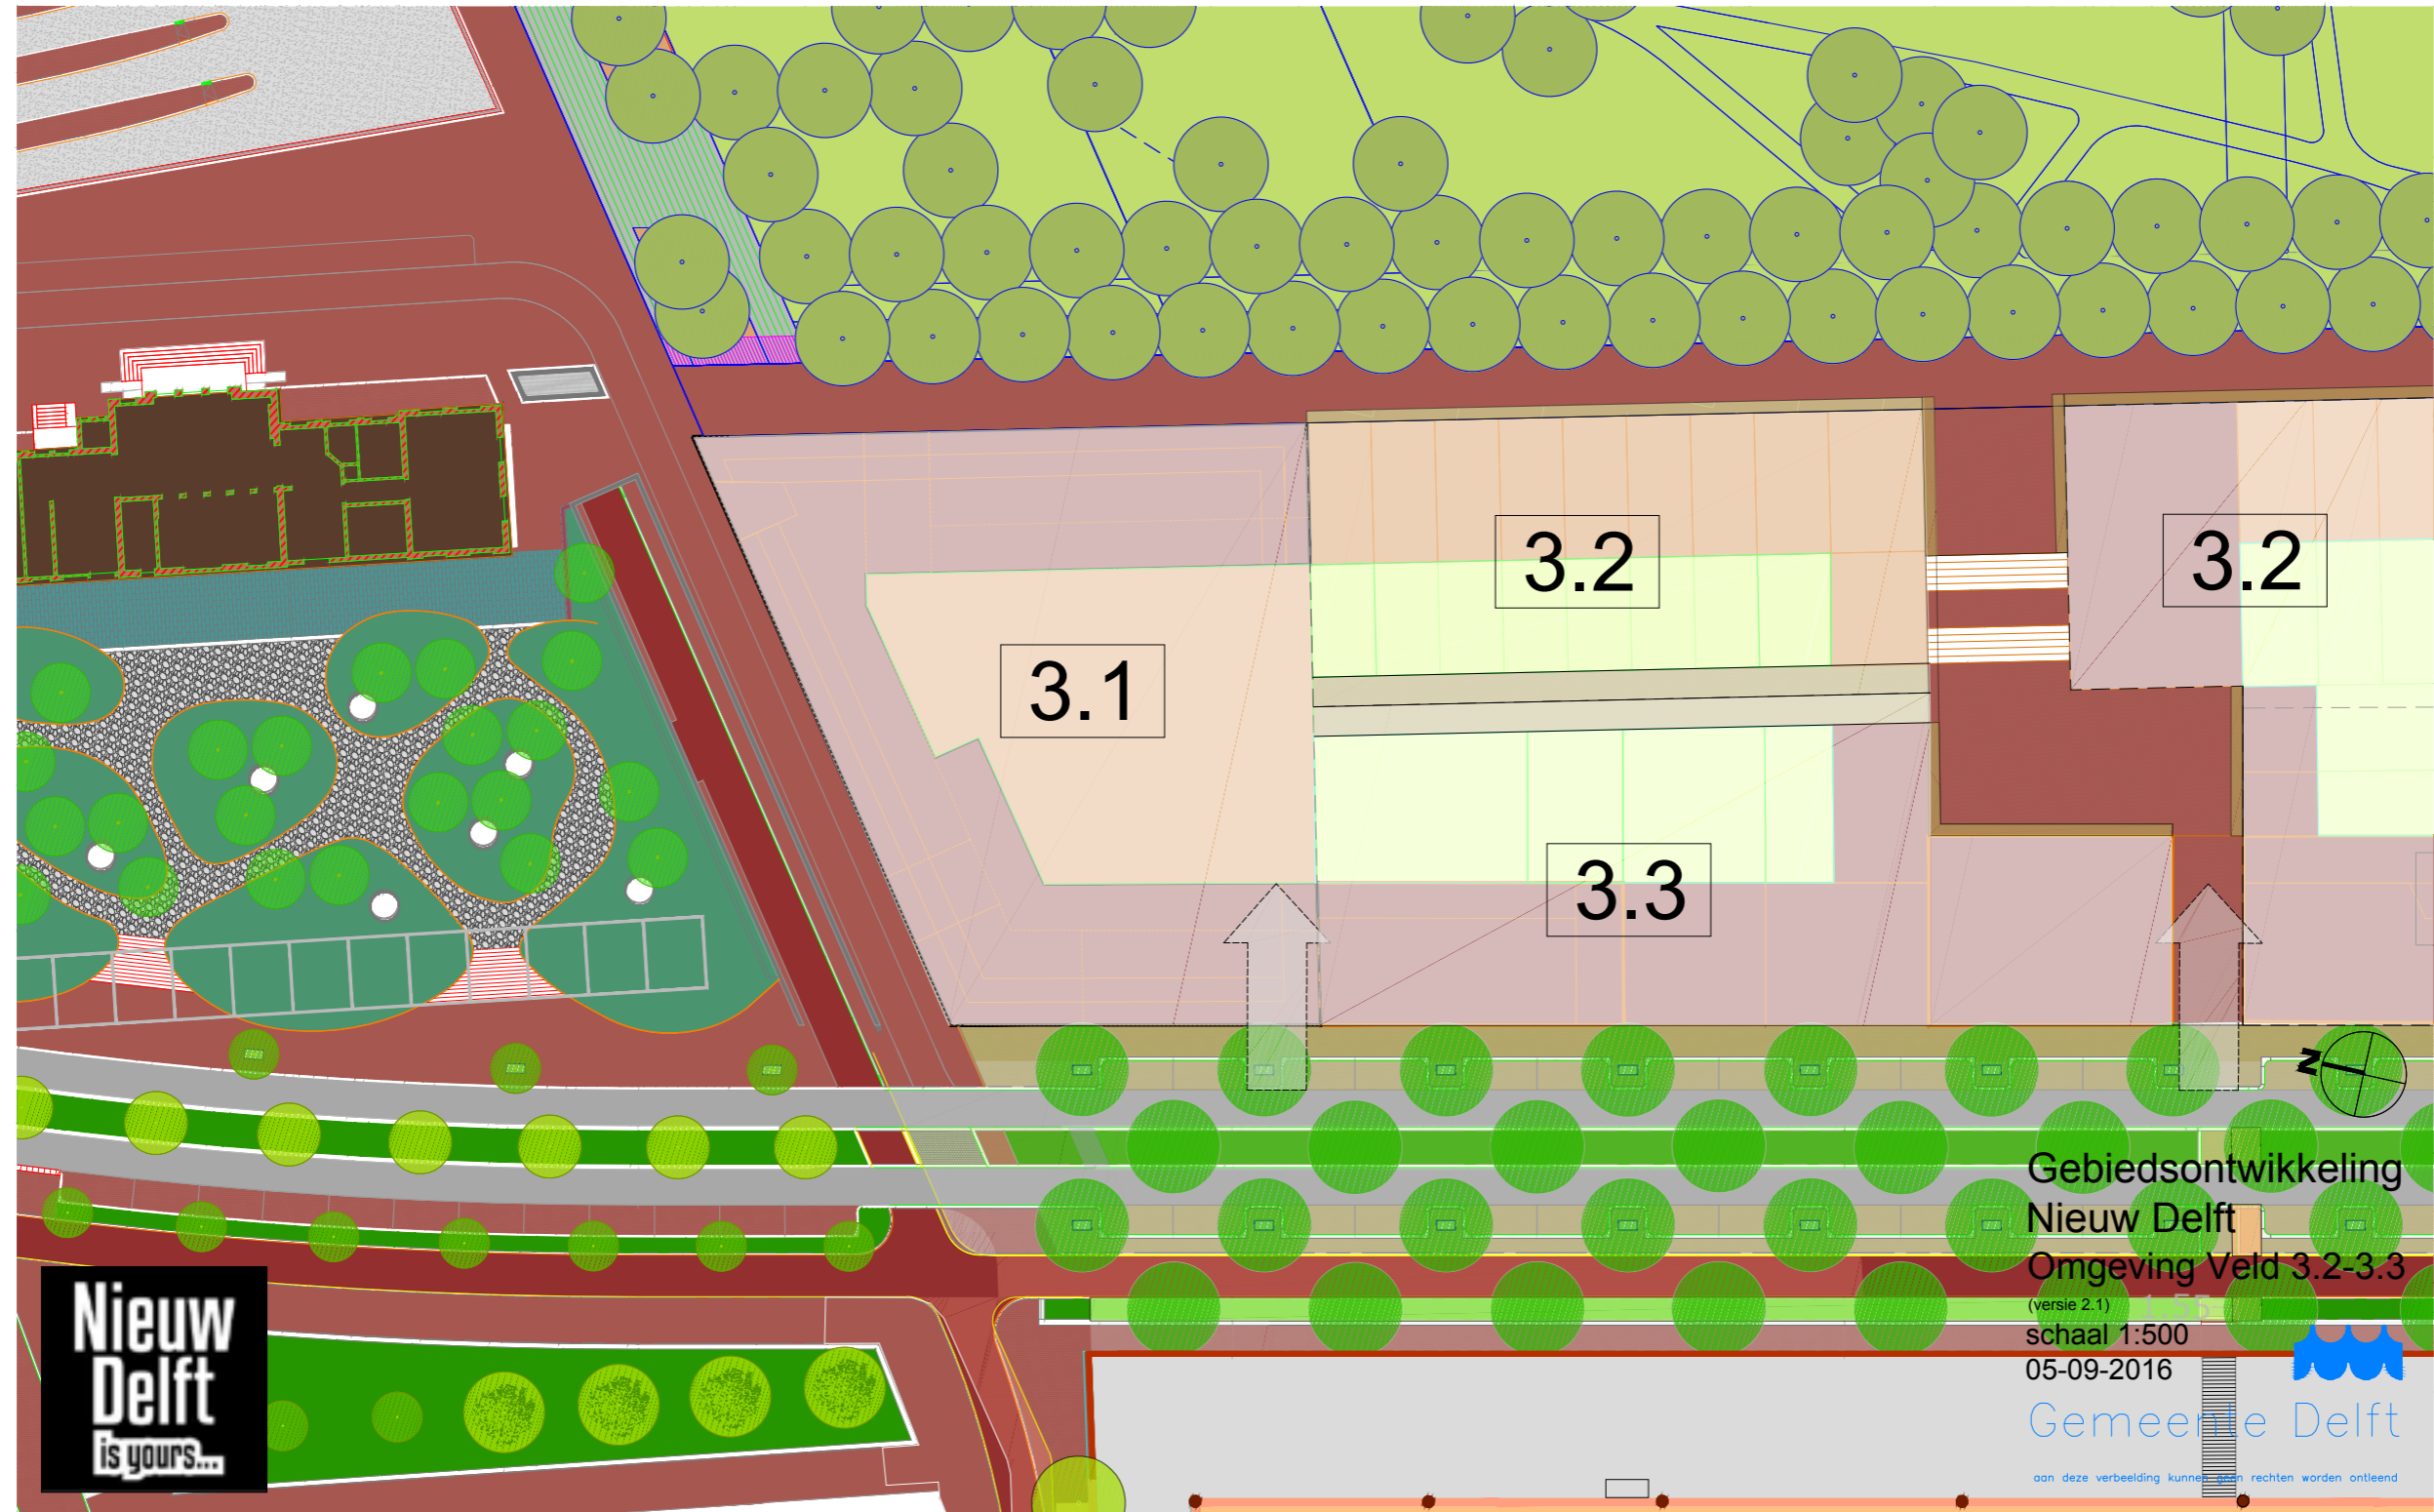 3.2
3.2
3.1
3.3
N
Gebiedsontwikkeling
Nieuw Delft
Omgeving Veld 3.2-3.3
(versie 2.1)
1.55
schaal 1:500
05-09-2016
Gemeente Delft
aan deze verbeelding kunnen geen rechten worden ontleend
Nieuw
Delft
is yours...